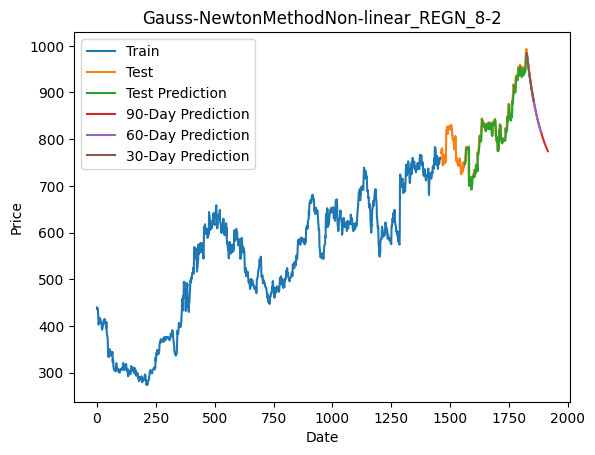 Gauss-NewtonMethodNon-linear_REGN_8-2
Train
Test
Test Prediction
90-Day Prediction
60-Day Prediction
30-Day Prediction
1000
900
800
700
600
500
400
300
Price
0 250 500 750 1000 1250 1500 1750 2000
Date